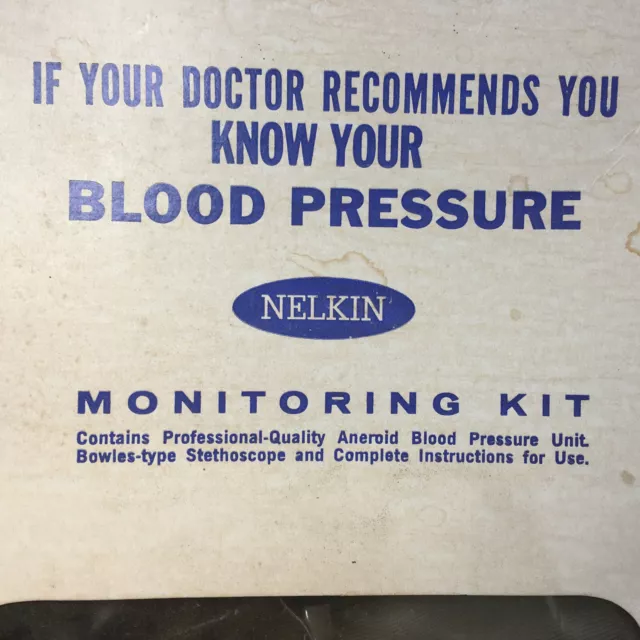 IF YOUR DOCTOR RECOMMENDS YOU
KNOW YOUR
BLOOD PRESSURE
NELKIN
MONITORING KIT
Contains Professional-Quality Aneroid Blood Pressure Unit.
Bowles-type Stethoscope and Complete Instructions for Use.